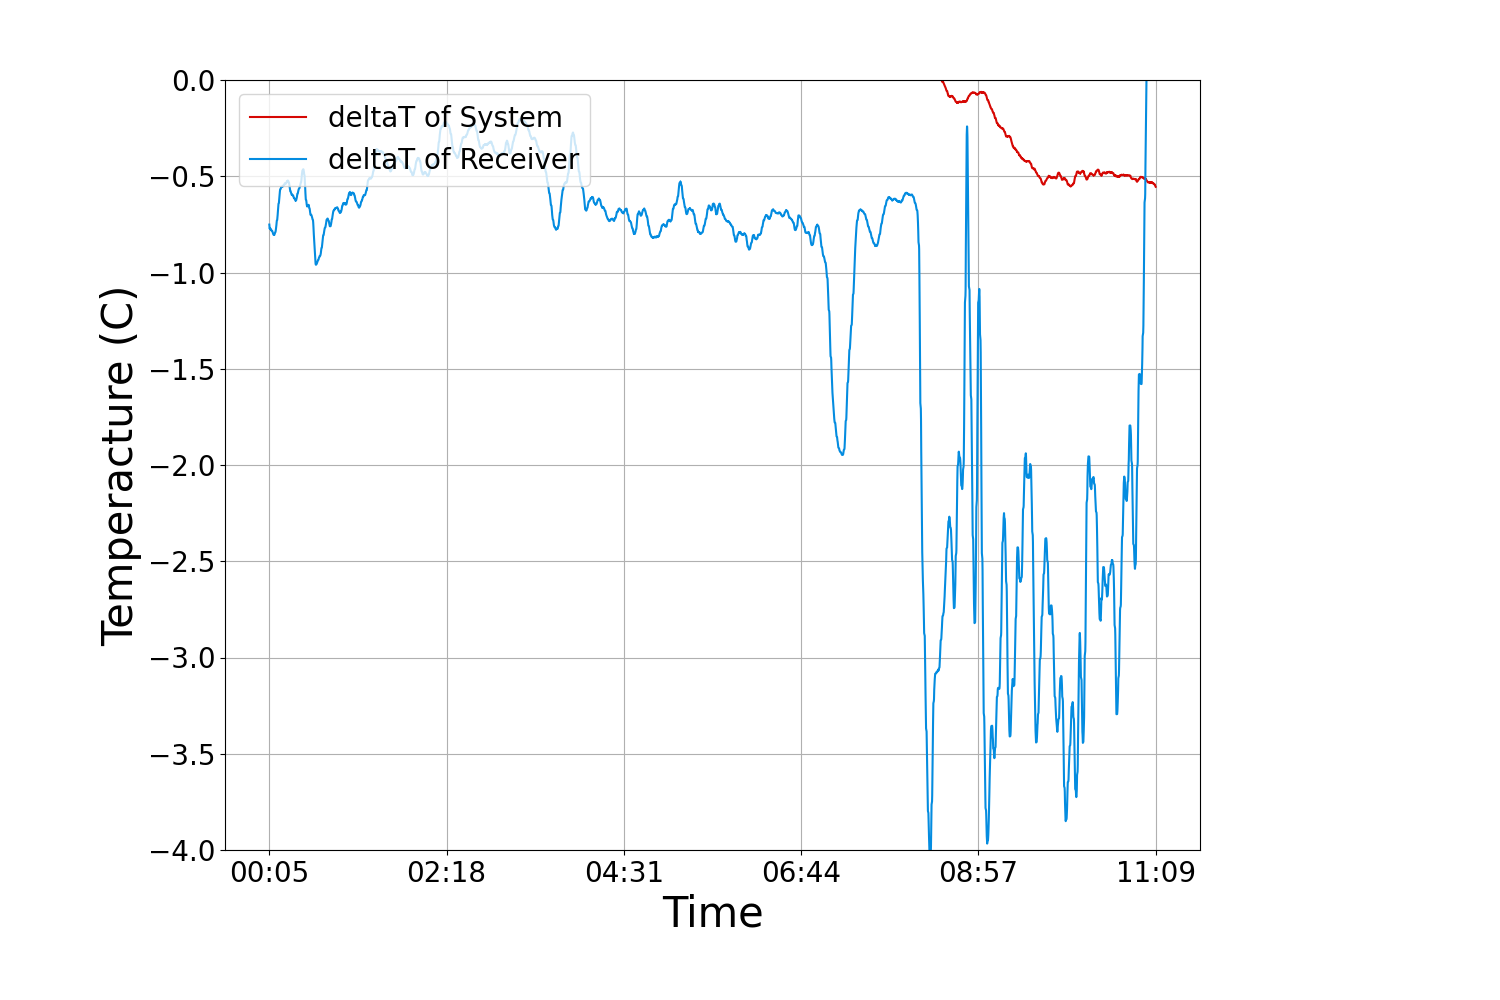 0.0
−0.5
−1.0
−1.5
−2.0
−2.5
−3.0
−3.5
−4.0
Temperacture (C)
deltaT of System
deltaT of Receiver
00:05 02:18 04:31 06:44 08:57 11:09
Time